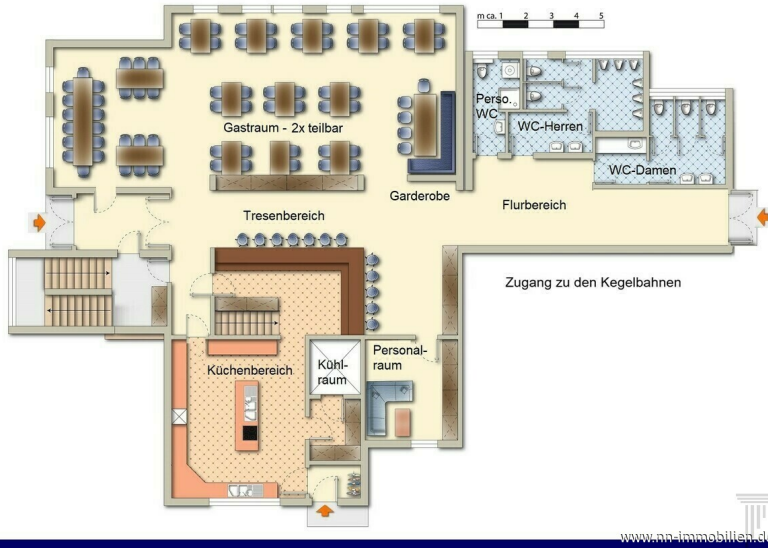 m ca. 1 2 3 4 5
Perso.
WC
WC-Herren
Gastraum - 2x teilbar
WC-Damen
Garderobe
Flurbereich
Tresenbereich
Zugang zu den Kegelbahnen
Personal-
raum
Kühl-
raum
Küchenbereich
www.nn-immobilien.d